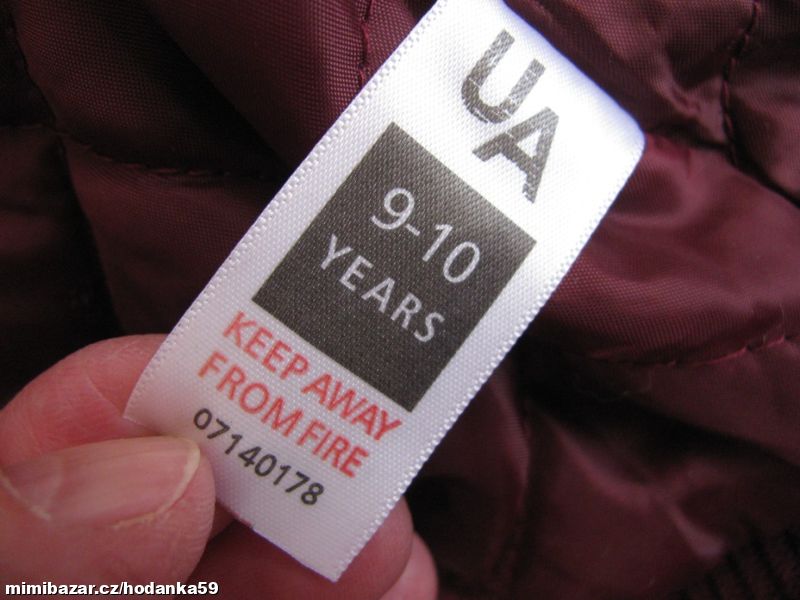 UA
9-10
YEARS
KEEP AWAY
FROM FIRE
07140178
mimibazar.cz/hodanka59